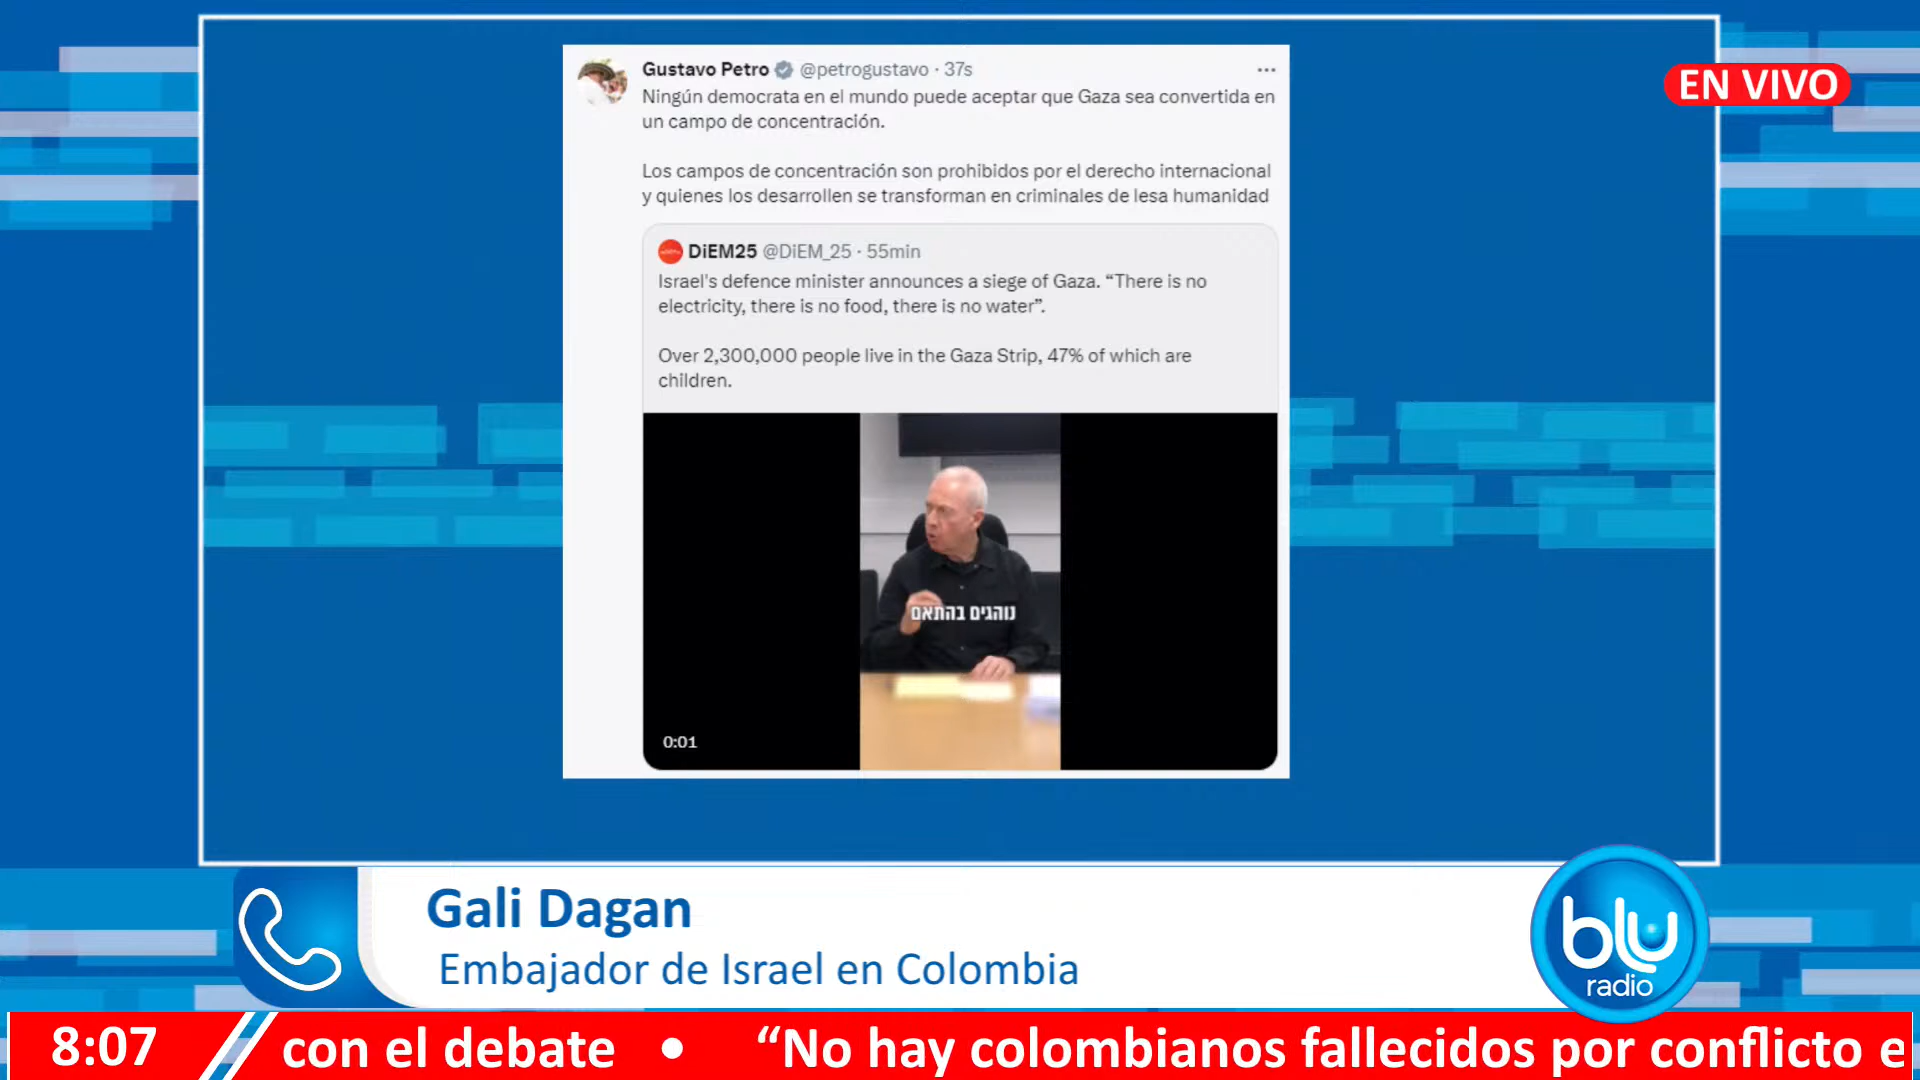 Gustavo Petro @petrogustavo · 37s
Ningún democrata en el mundo puede aceptar que Gaza sea convertida en
un campo de concentración.
Los campos de concentración son prohibidos por el derecho internacional
y quienes los desarrollen se transforman en criminales de lesa humanidad
DiEM25 @DiEM_25 · 55min
Israel's defence minister announces a siege of Gaza. “There is no
electricity, there is no food, there is no water”.
Over 2,300,000 people live in the Gaza Strip, 47% of which are
children.
נוהגים בהתאם
0:01
EN VIVO
Gali Dagan
Embajador de Israel en Colombia
blu
radio
8:07 con el debate • “No hay colombianos fallecidos por conflicto e